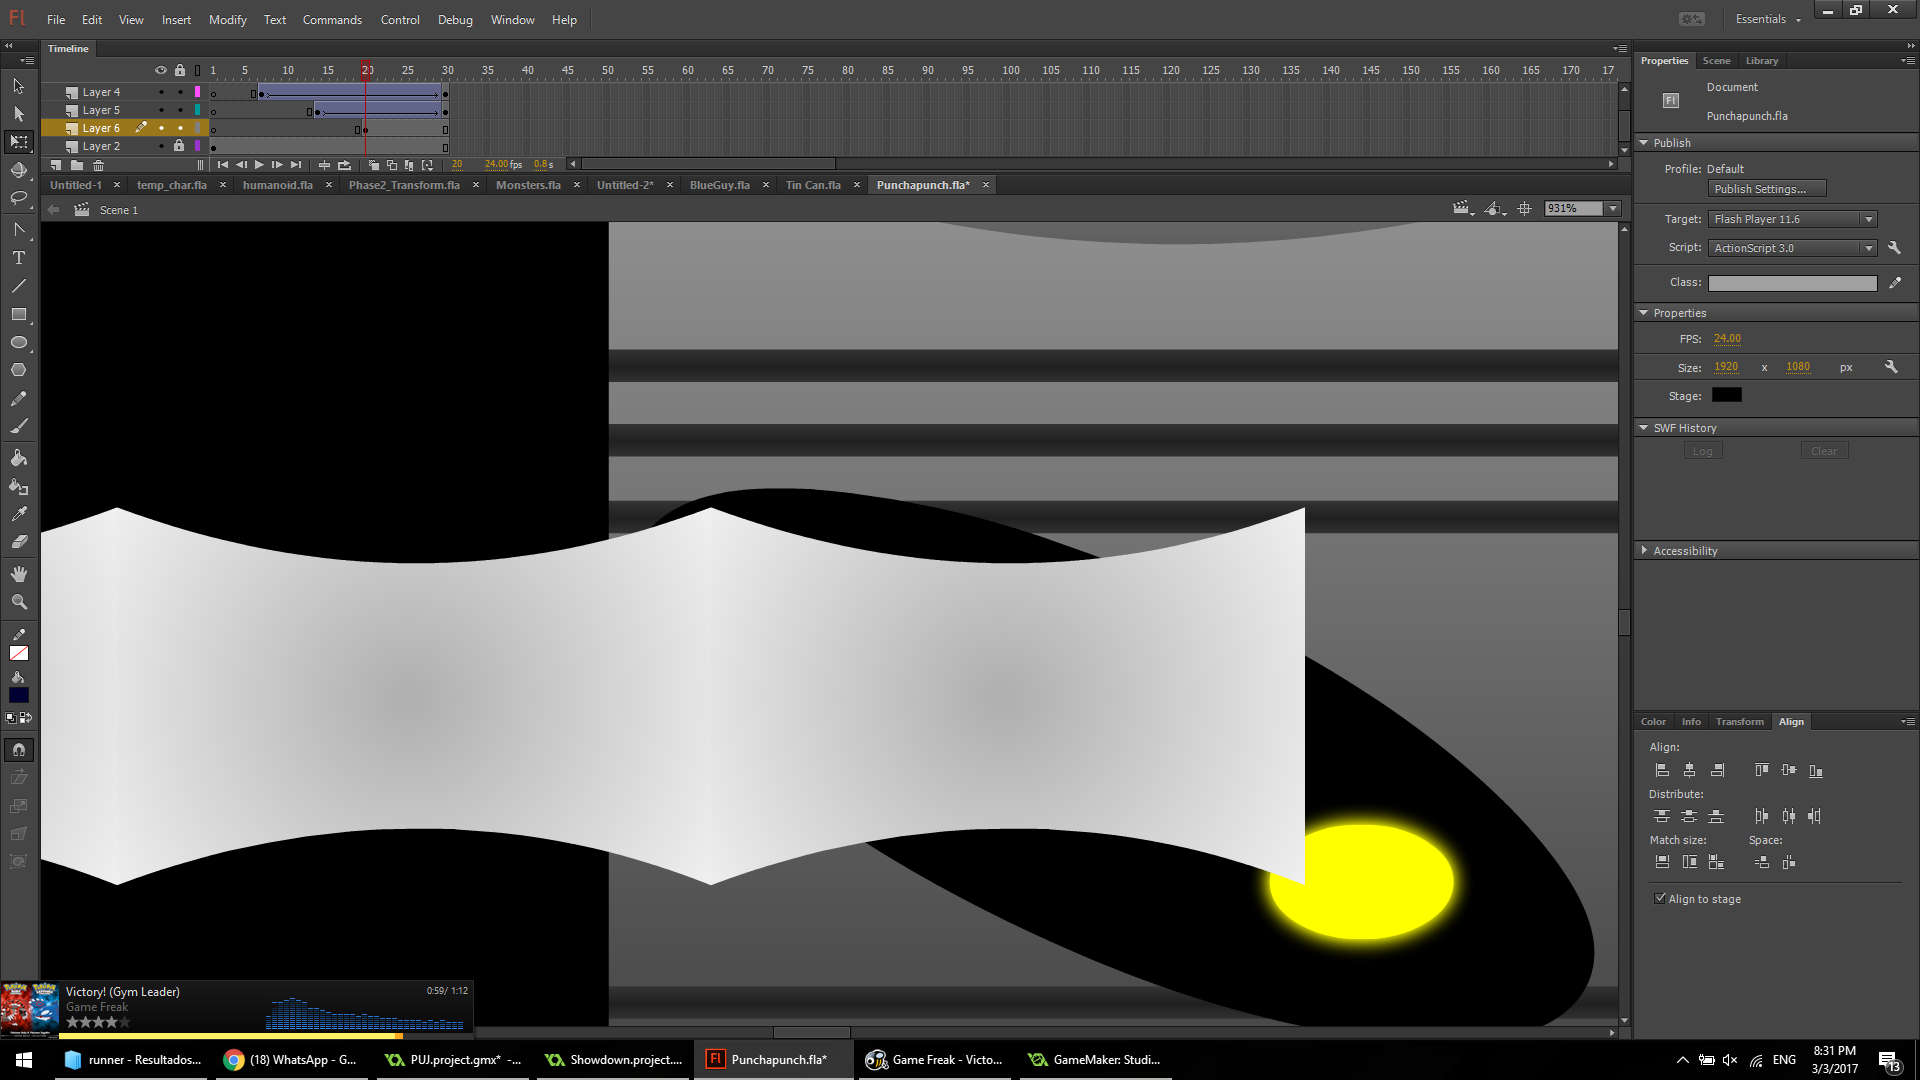 Fl File Edit View Insert Modify Text Commands Control Debug Window Help Essentials
Timeline
1 5 10 15 20 25 30 35 40 45 50 55 60 65 70 75 80 85 90 95 100 105 110 115 120 125 130 135 140 145 150 155 160 165 170 17
Layer 4
Layer 5
Layer 6
Layer 2
20 24.00 fps 0.8 s
Untitled-1 temp_char.fla humanoid.fla Phase2_Transform.fla Monsters.fla Untitled-2* BlueGuy.fla Tin Can.fla Punchapunch.fla*
Scene 1
931%
Properties Scene Library
Document
Fl
Punchapunch.fla
Publish
Profile: Default
Publish Settings...
Target: Flash Player 11.6
Script: ActionScript 3.0
Class:
Properties
FPS: 24.00
Size: 1920 x 1080 px
Stage:
SWF History
Log Clear
Accessibility
Color Info Transform Align
Align:
Distribute:
Match size: Space:
Align to stage
Victory! (Gym Leader) 0:59/ 1:12
Game Freak
runner - Resultados... (18) WhatsApp - G... PUJ.project.gmx* -... Showdown.project.... Fl Punchapunch.fla* Game Freak - Victo... GameMaker: Studi... ENG
8:31 PM
3/3/2017
13